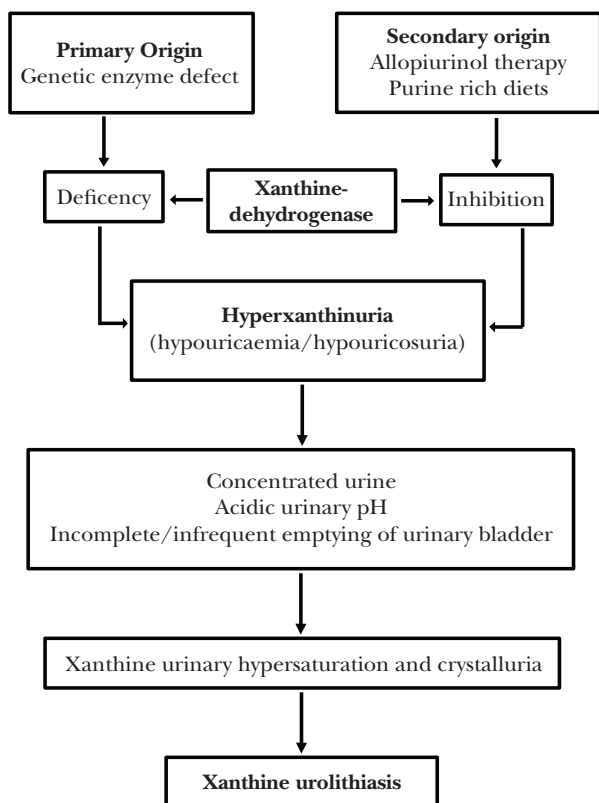 Primary Origin
Genetic enzyme defect
Secondary origin
Allopiurinol therapy
Purine rich diets
Deficency
Xanthine-
dehydrogenase
Inhibition
Hyperxanthinuria
(hypouricaemia/hypouricosuria)
Concentrated urine
Acidic urinary pH
Incomplete/infrequent emptying of urinary bladder
Xanthine urinary hypersaturation and crystalluria
Xanthine urolithiasis